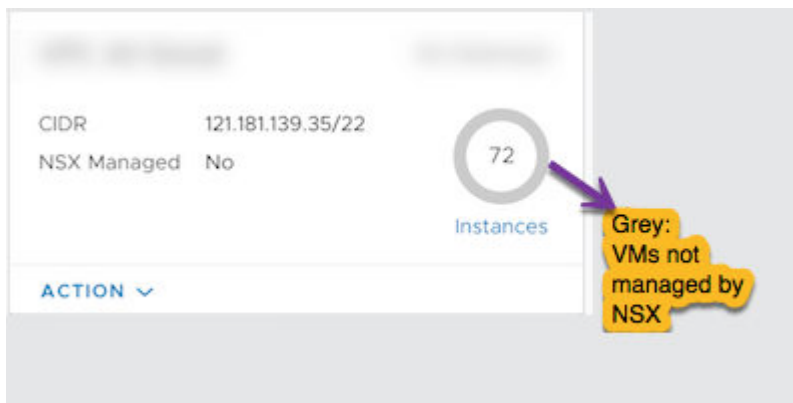 CIDR 121.181.139.35/22
NSX Managed No
72
Instances
ACTION
Grey:
VMs not
managed by
NSX